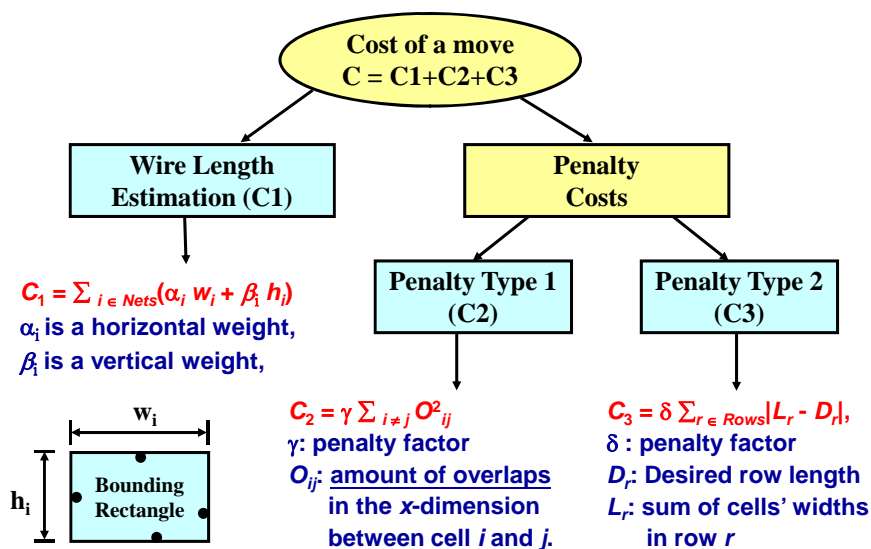 Cost of a move
C = C1+C2+C3
Wire Length
Estimation (C1)
Penalty
Costs
C₁ = Σ i ∈ Nets(αᵢ wᵢ + βᵢ hᵢ)
αᵢ is a horizontal weight,
βᵢ is a vertical weight,
wᵢ
hᵢ
Bounding
Rectangle
Penalty Type 1
(C2)
C₂ = γ Σ i ≠ j O²ij
γ: penalty factor
Oij: amount of overlaps
in the x-dimension
between cell i and j.
Penalty Type 2
(C3)
C₃ = δ Σ r ∈ Rows|Lr - Dr|,
δ : penalty factor
Dr: Desired row length
Lr: sum of cells' widths
in row r